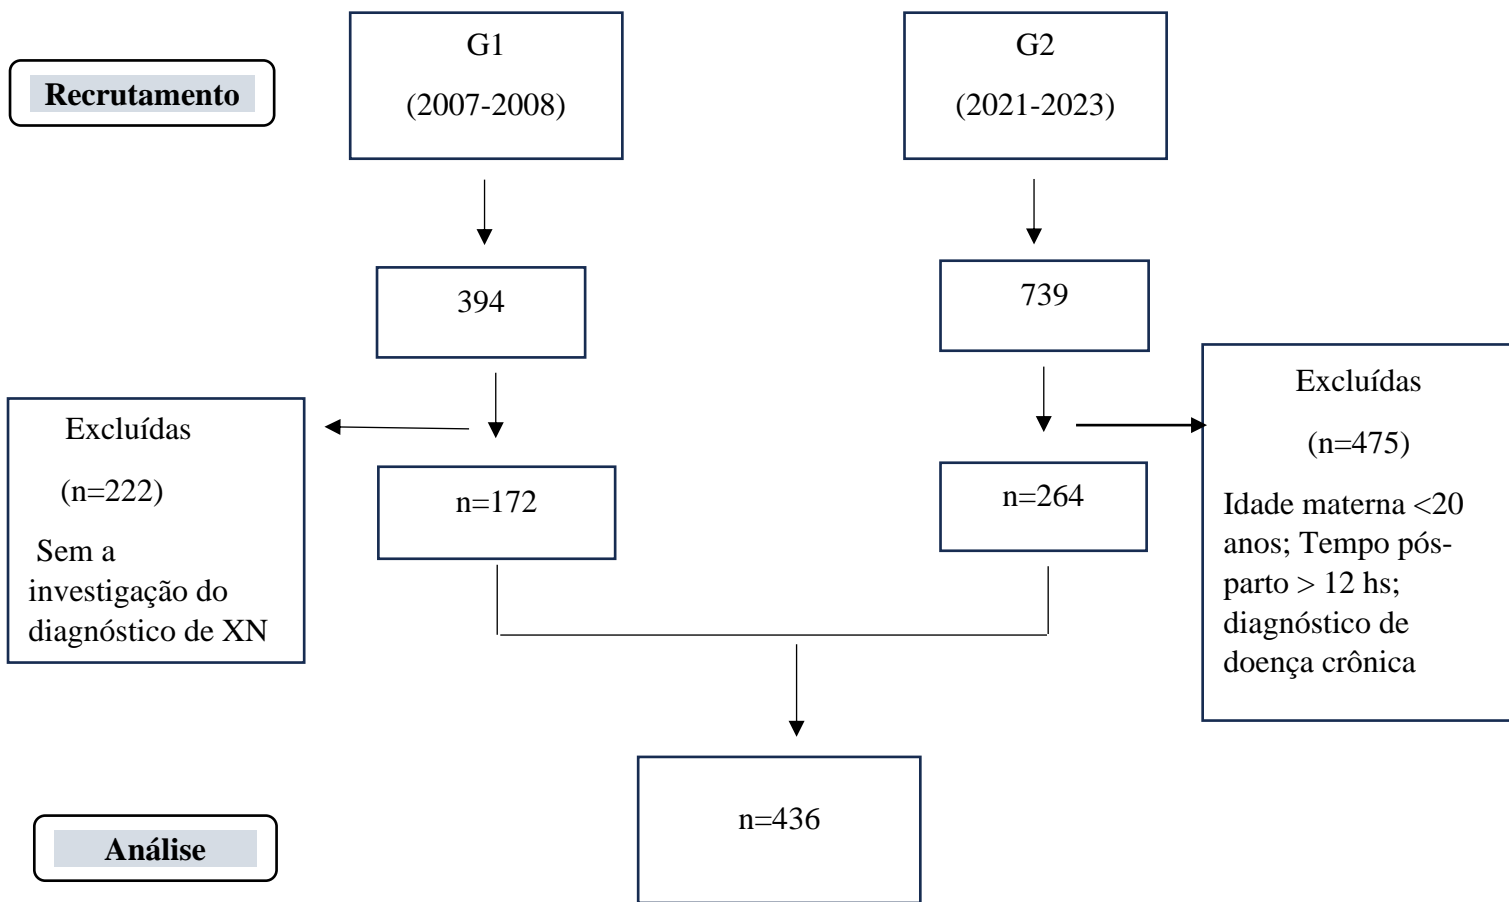 Recrutamento
G1
(2007-2008)
G2
(2021-2023)
394
739
Excluídas
(n=222)
Sem a
investigação do
diagnóstico de XN
n=172
n=264
Excluídas
(n=475)
Idade materna <20
anos; Tempo pós-
parto > 12 hs;
diagnóstico de
doença crônica
n=436
Análise